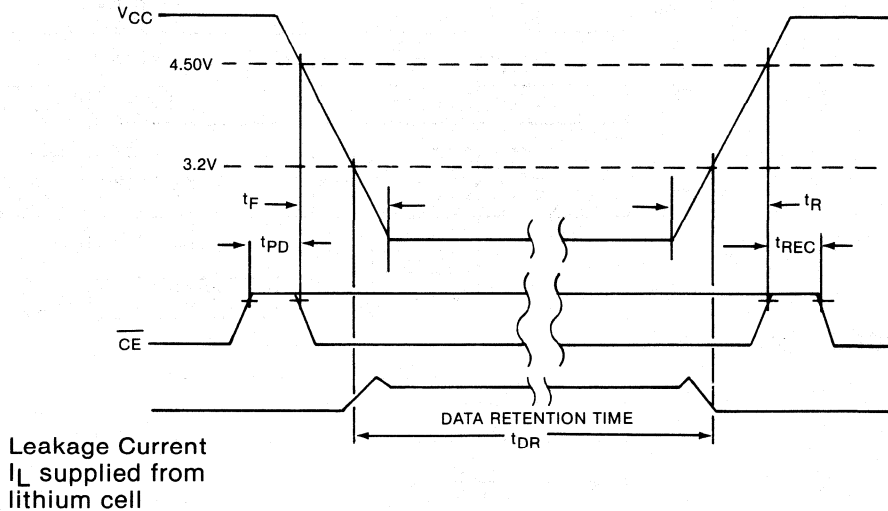 VCC
4.50V
3.2V
tF
tR
tPD
tREC
CE
DATA RETENTION TIME
tDR
Leakage Current
IL supplied from
lithium cell